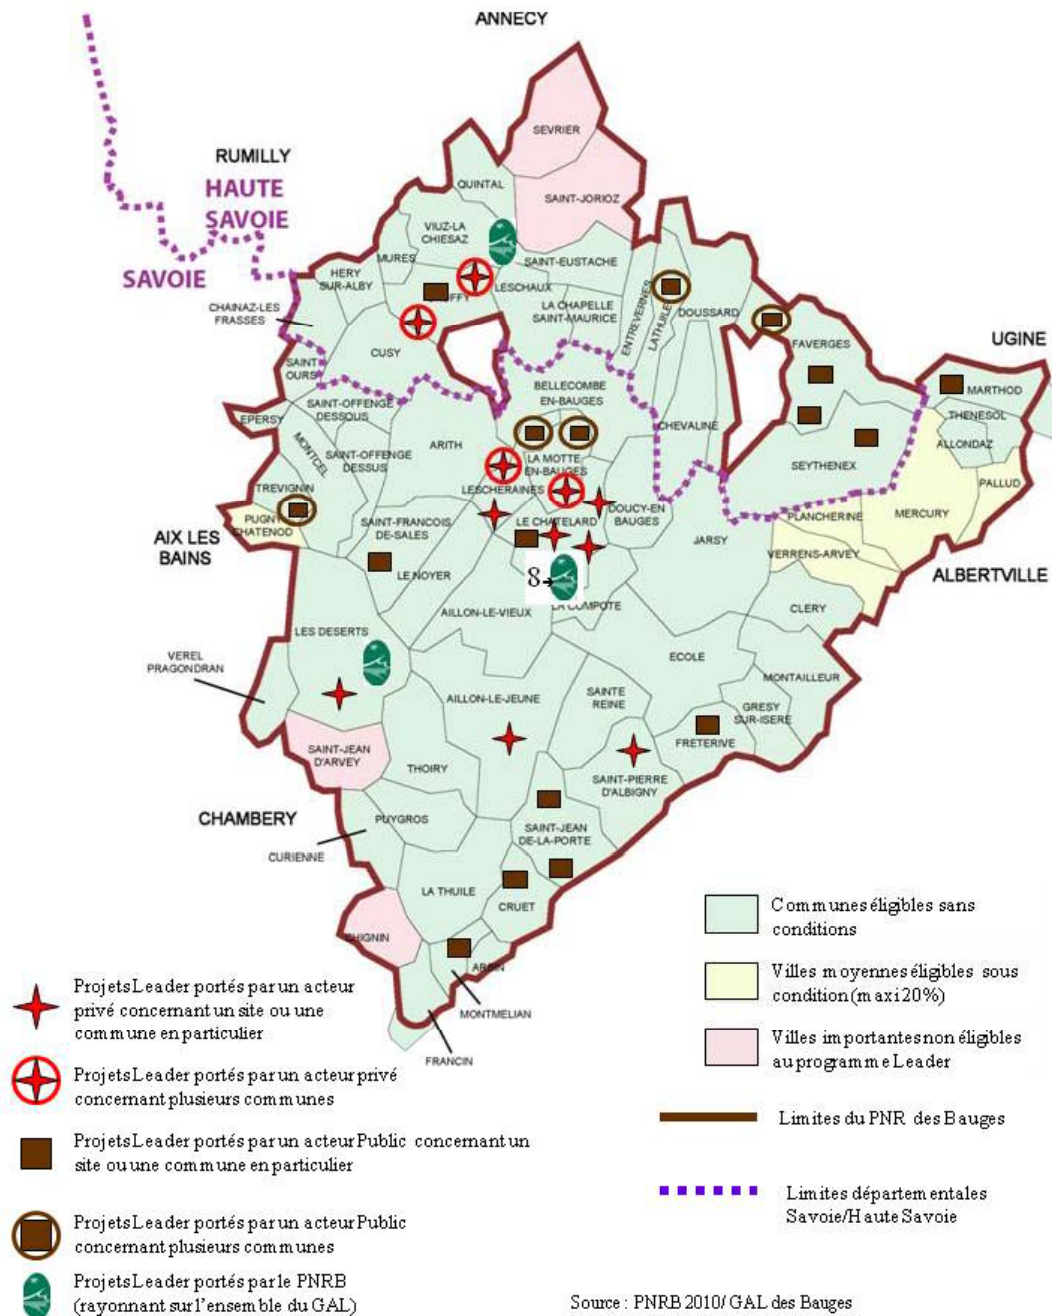 ANNECY
SEVRIER
RUMILLY
HAUTE
SAVOIE
QUINTAL
SAINT-JORIOZ
VIUZ-LA
CHIESAZ
SAVOIE
MURES
SAINT-EUSTACHE
HERY
SUR-ALBY
LESCHAUX
ENTREVERNES
LATHUILE
DOUSSARD
CHAINAZ-LES
FRASSES
LA CHAPELLE
SAINT-MAURICE
UGINE
CUSY
FAVERGES
SAINT
OURS
BELLECOMBE
EN-BAUGES
MARTHOD
SAINT-OFFENGE
DESSOUS
THENESOL
EPERSY
ARITH
CHEVALINE
ALLONDAZ
MONTCEL
SAINT-OFFENGE
DESSUS
LA MOTTE
EN-BAUGES
SEYTHENEX
PALLUD
TREVIGNIN
LESCHERAINES
DOUCY-EN
BAUGES
MERCURY
PUGNY
CHATENOD
SAINT-FRANCOIS
DE-SALES
LE CHATELARD
PLANCHERINE
AIX LES
BAINS
JARSY
VERRENS-ARVEY
LE NOYER
ALBERTVILLE
8
AILLON-LE-VIEUX
LA COMPOTE
CLERY
LES DESERTS
ECOLE
VEREL
PRAGONDRAN
MONTAILLEUR
AILLON-LE-JEUNE
SAINTE
REINE
GRESY
SUR-ISERE
FRETERIVE
SAINT-JEAN
D'ARVEY
THOIRY
SAINT-PIERRE
D'ALBIGNY
CHAMBERY
PUYGROS
SAINT-JEAN
DE-LA-PORTE
CURIENNE
LA THUILE
CRUET
CHIGNIN
MONTMELIAN
FRANCIN
Communes éligibles sans
conditions
Villes moyennes éligibles sous
condition (maxi 20%)
Villes importantes non éligibles
au programme Leader
Limites du PNR des Bauges
Limites départementales
Savoie/Haute Savoie
Projets Leader portés par un acteur
privé concernant un site ou une
commune en particulier
Projets Leader portés par un acteur privé
concernant plusieurs communes
Projets Leader portés par un acteur Public concernant un
site ou une commune en particulier
Projets Leader portés par un acteur Public
concernant plusieurs communes
Projets Leader portés par le PNRB
(rayonnant sur l'ensemble du GAL)
Source : PNRB 2010/ GAL des Bauges